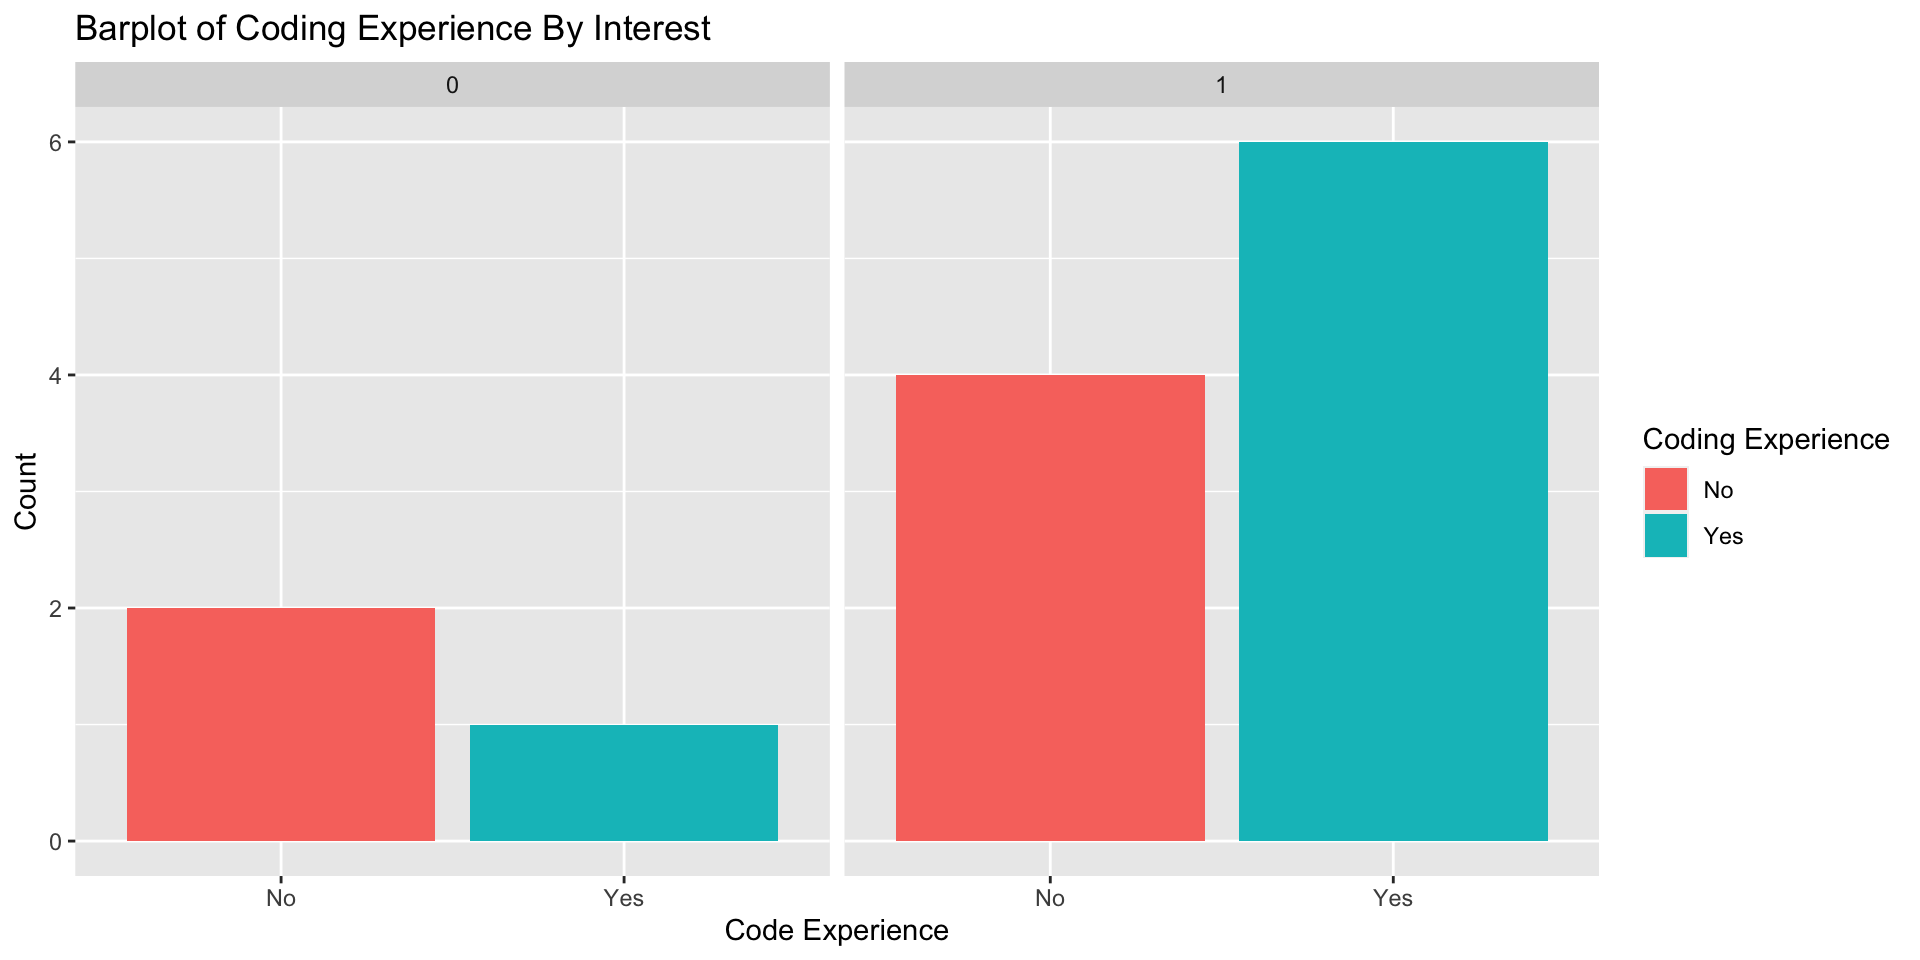 Barplot of Coding Experience By Interest
0
1
6
4
2
0
Count
No
Yes
No
Yes
Code Experience
Coding Experience
No
Yes